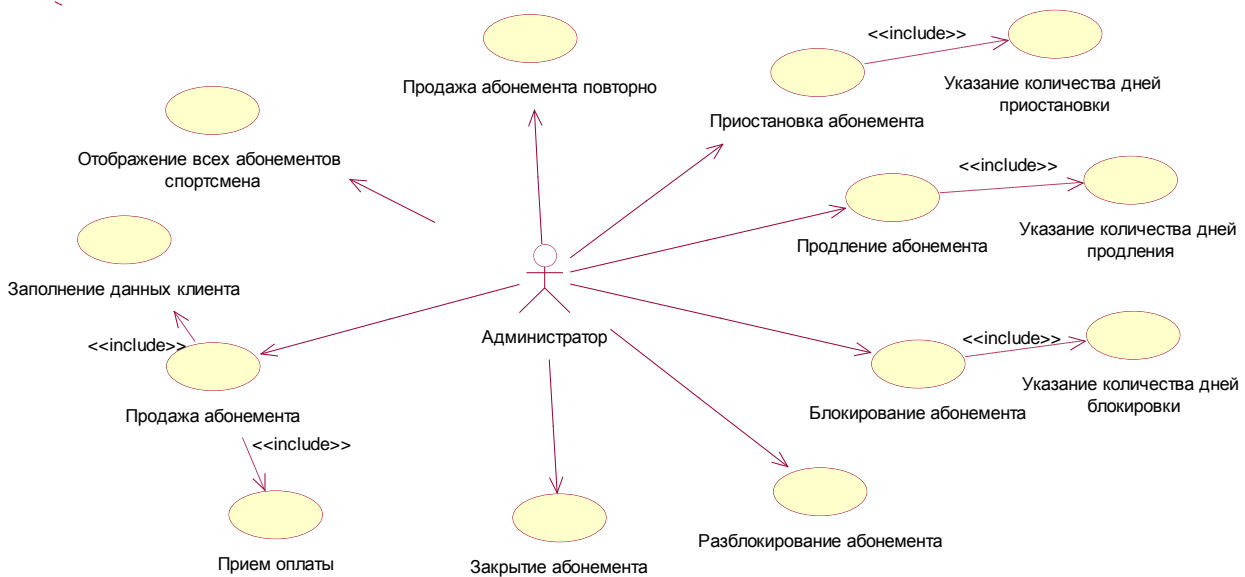 <<include>>
Продажа абонемента повторно
Указание количества дней
приостановки
Приостановка абонемента
Отображение всех абонементов
спортсмена
<<include>>
Продление абонемента
Указание количества дней
продления
Заполнение данных клиента
<<include>>
Администратор
<<include>>
Продажа абонемента
Блокирование абонемента
Указание количества дней
блокировки
<<include>>
Прием оплаты
Закрытие абонемента
Разблокирование абонемента